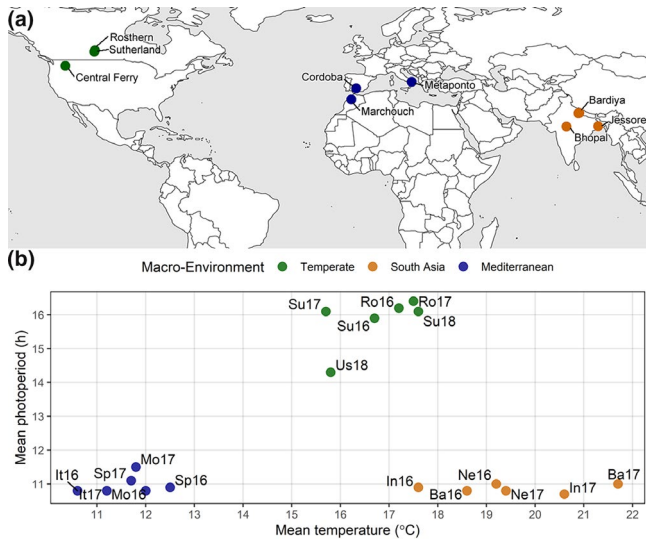 (a)
Rosthern
Sutherland
Central Ferry
Cordoba
Metaponto
Marchouch
Bardiya
Jessore
Bhopal
(b)
Macro-Environment Temperate South Asia Mediterranean
Mean photoperiod (h)
16
15
14
13
12
11
Su17
Ro16
Ro17
Su16
Su18
Us18
Mo17
It16
Sp17
Sp16
It17
Mo16
In16
Ne16
Ba17
Ba16
Ne17
In17
11 12 13 14 15 16 17 18 19 20 21 22
Mean temperature (°C)